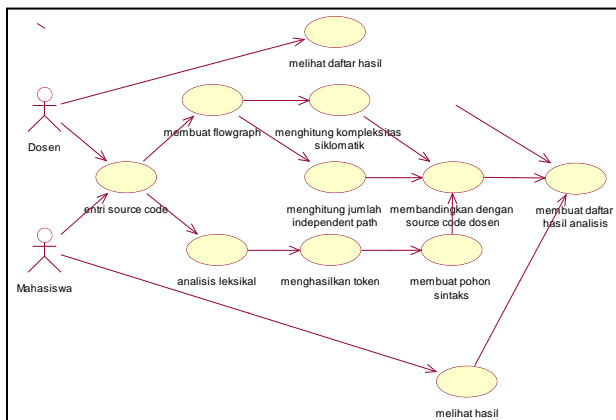 melihat daftar hasil
Dosen
membuat flowgraph
menghitung kompleksitas
siklomatik
entri source code
menghitung jumlah
independent path
membandingkan dengan
source code dosen
membuat daftar
hasil analisis
Mahasiswa
analisis leksikal
menghasilkan token
membuat pohon
sintaks
melihat hasil